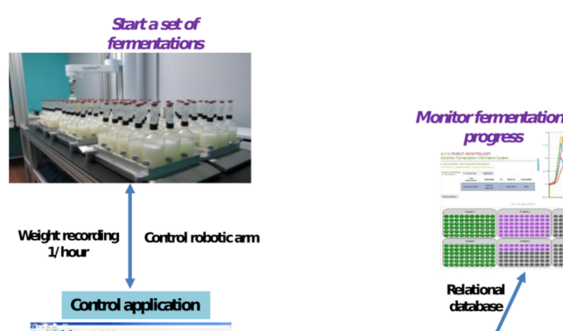 Start a set of
fermentations
Monitor fermentation
progress
Weight recording
1/hour
Control robotic arm
Control application
Relational
database